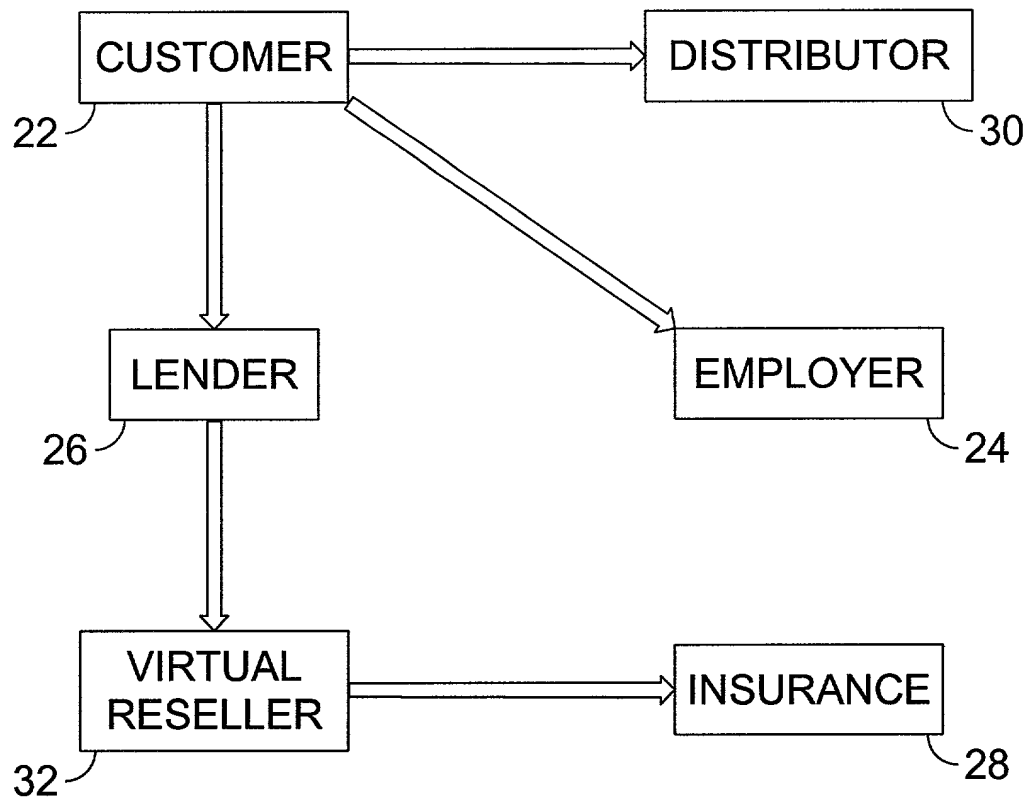 CUSTOMER
DISTRIBUTOR
22
30
LENDER
EMPLOYER
26
24
VIRTUAL
RESELLER
INSURANCE
32
28